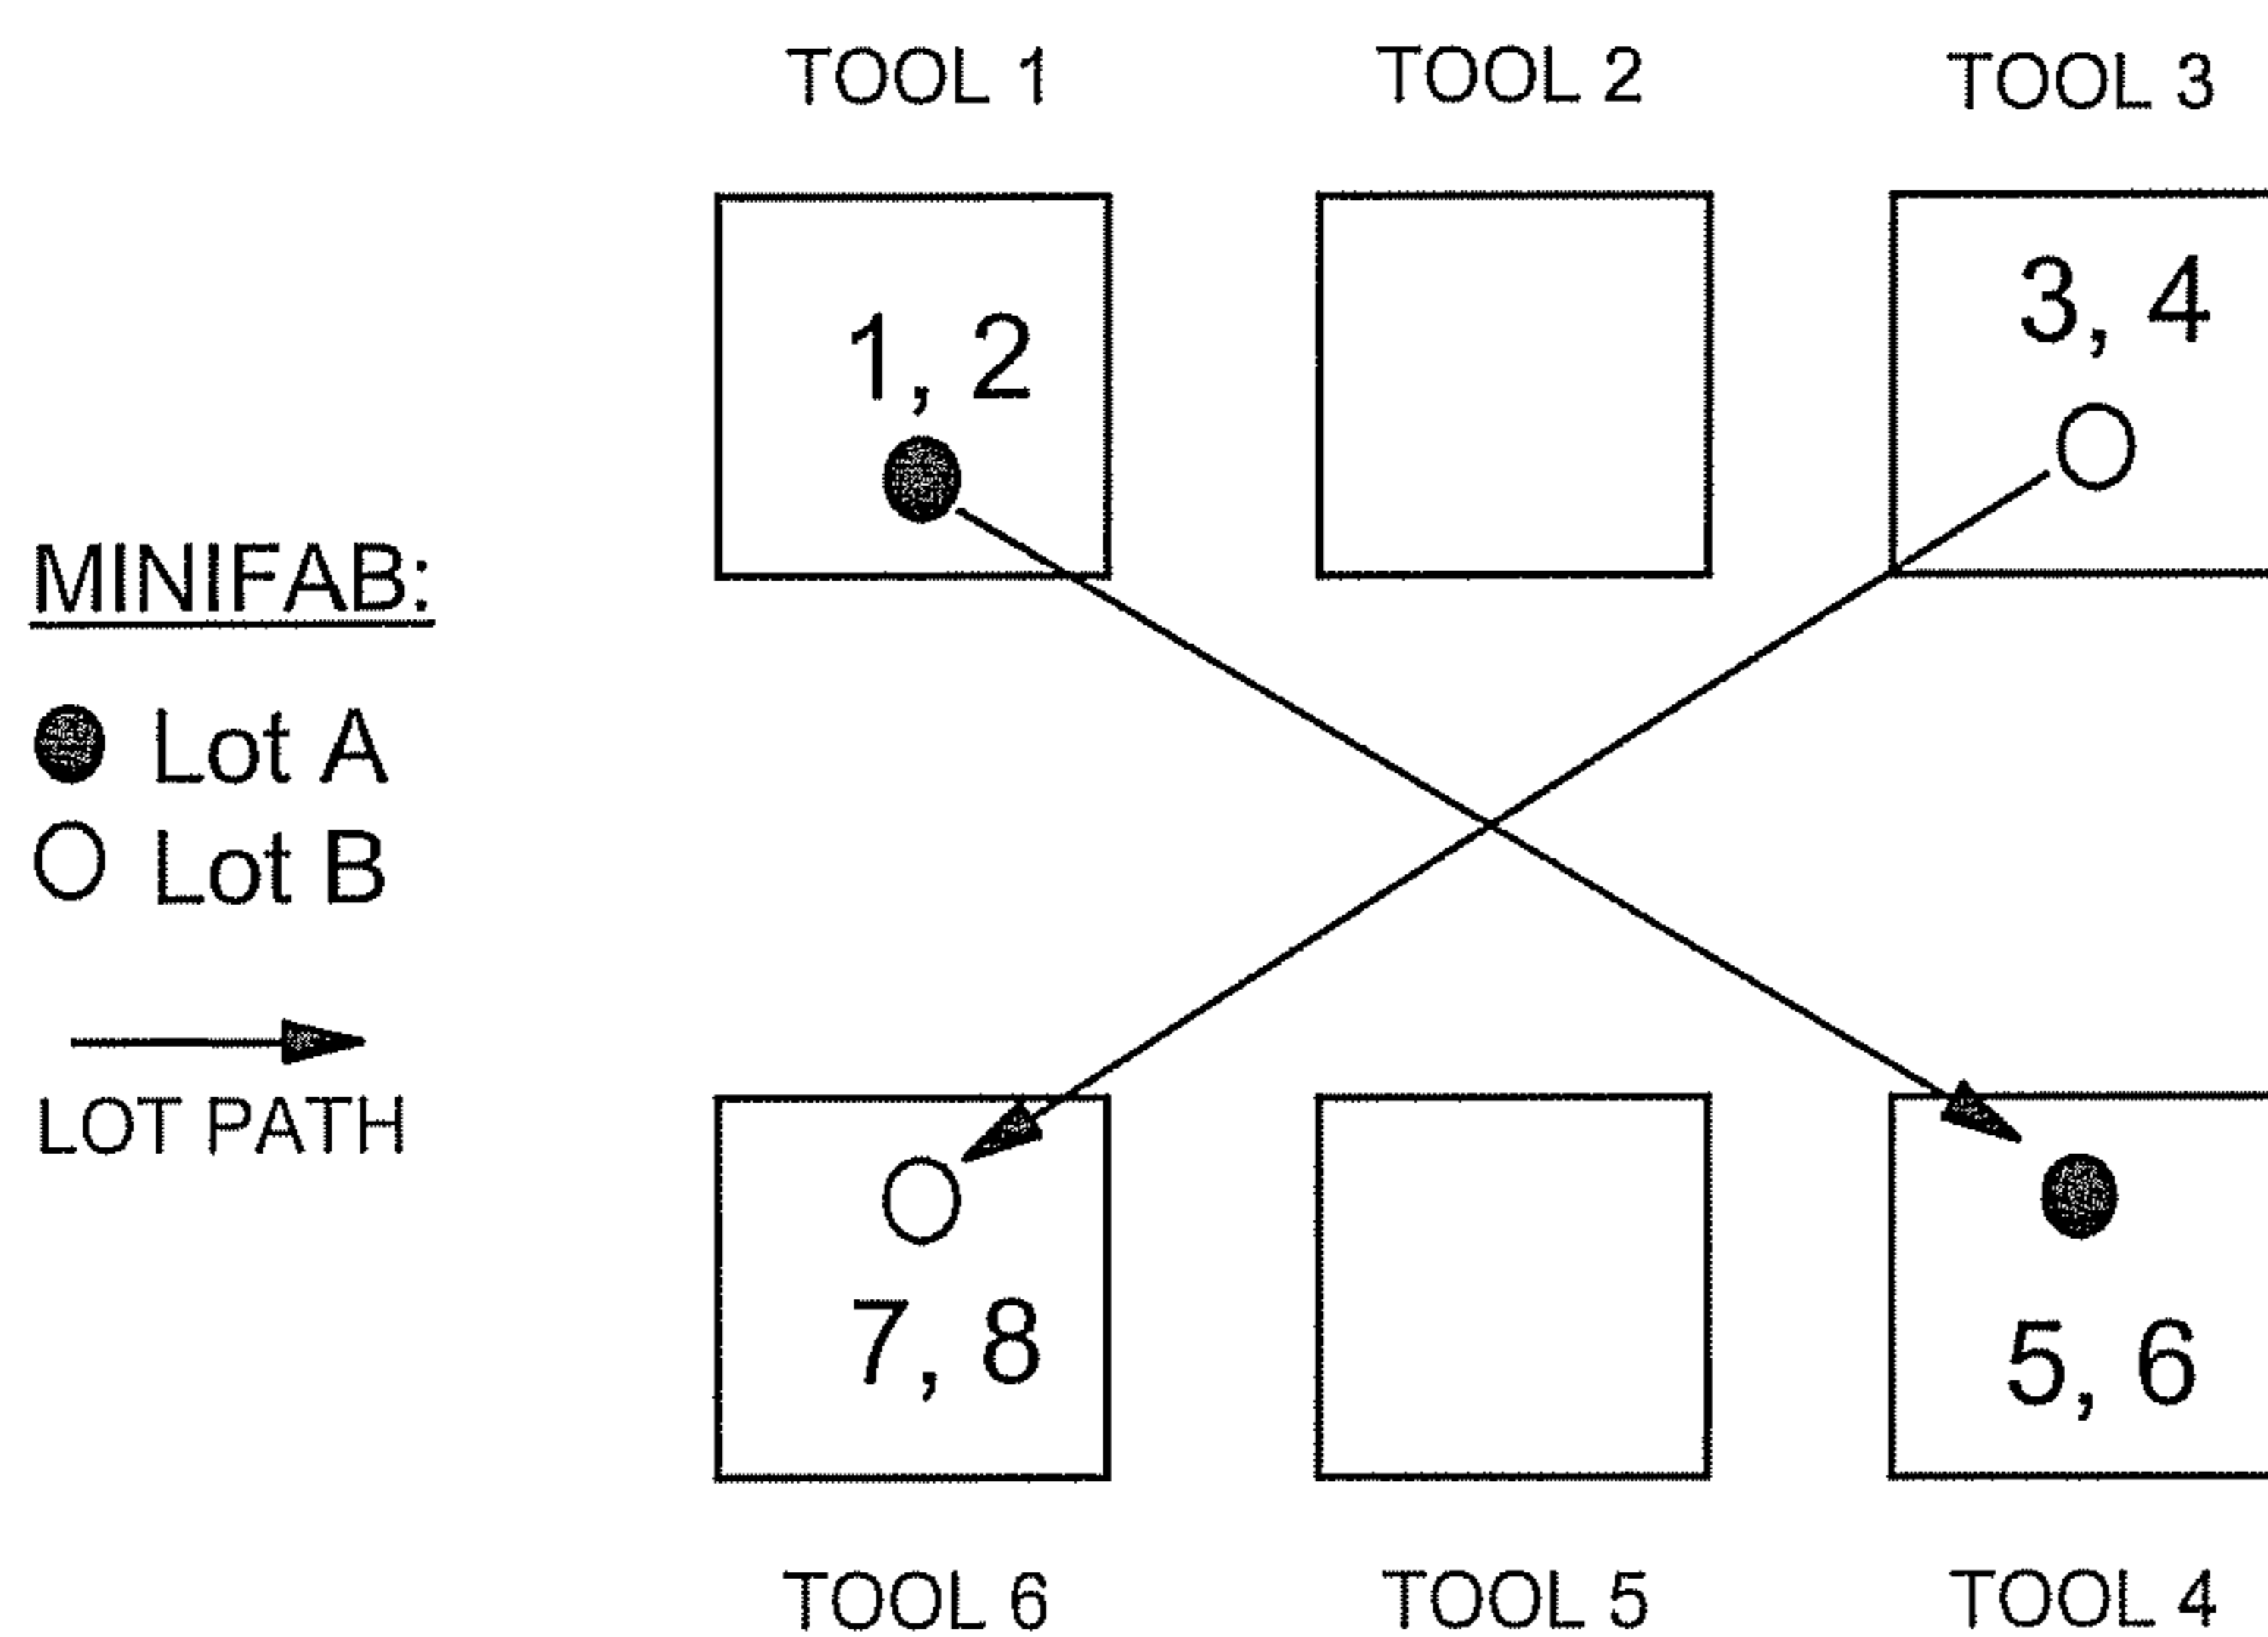 TOOL 1 TOOL 2 TOOL 3
1, 2 3, 4
MINIFAB:
Lot A
Lot B
LOT PATH
7, 8 5, 6
TOOL 6 TOOL 5 TOOL 4